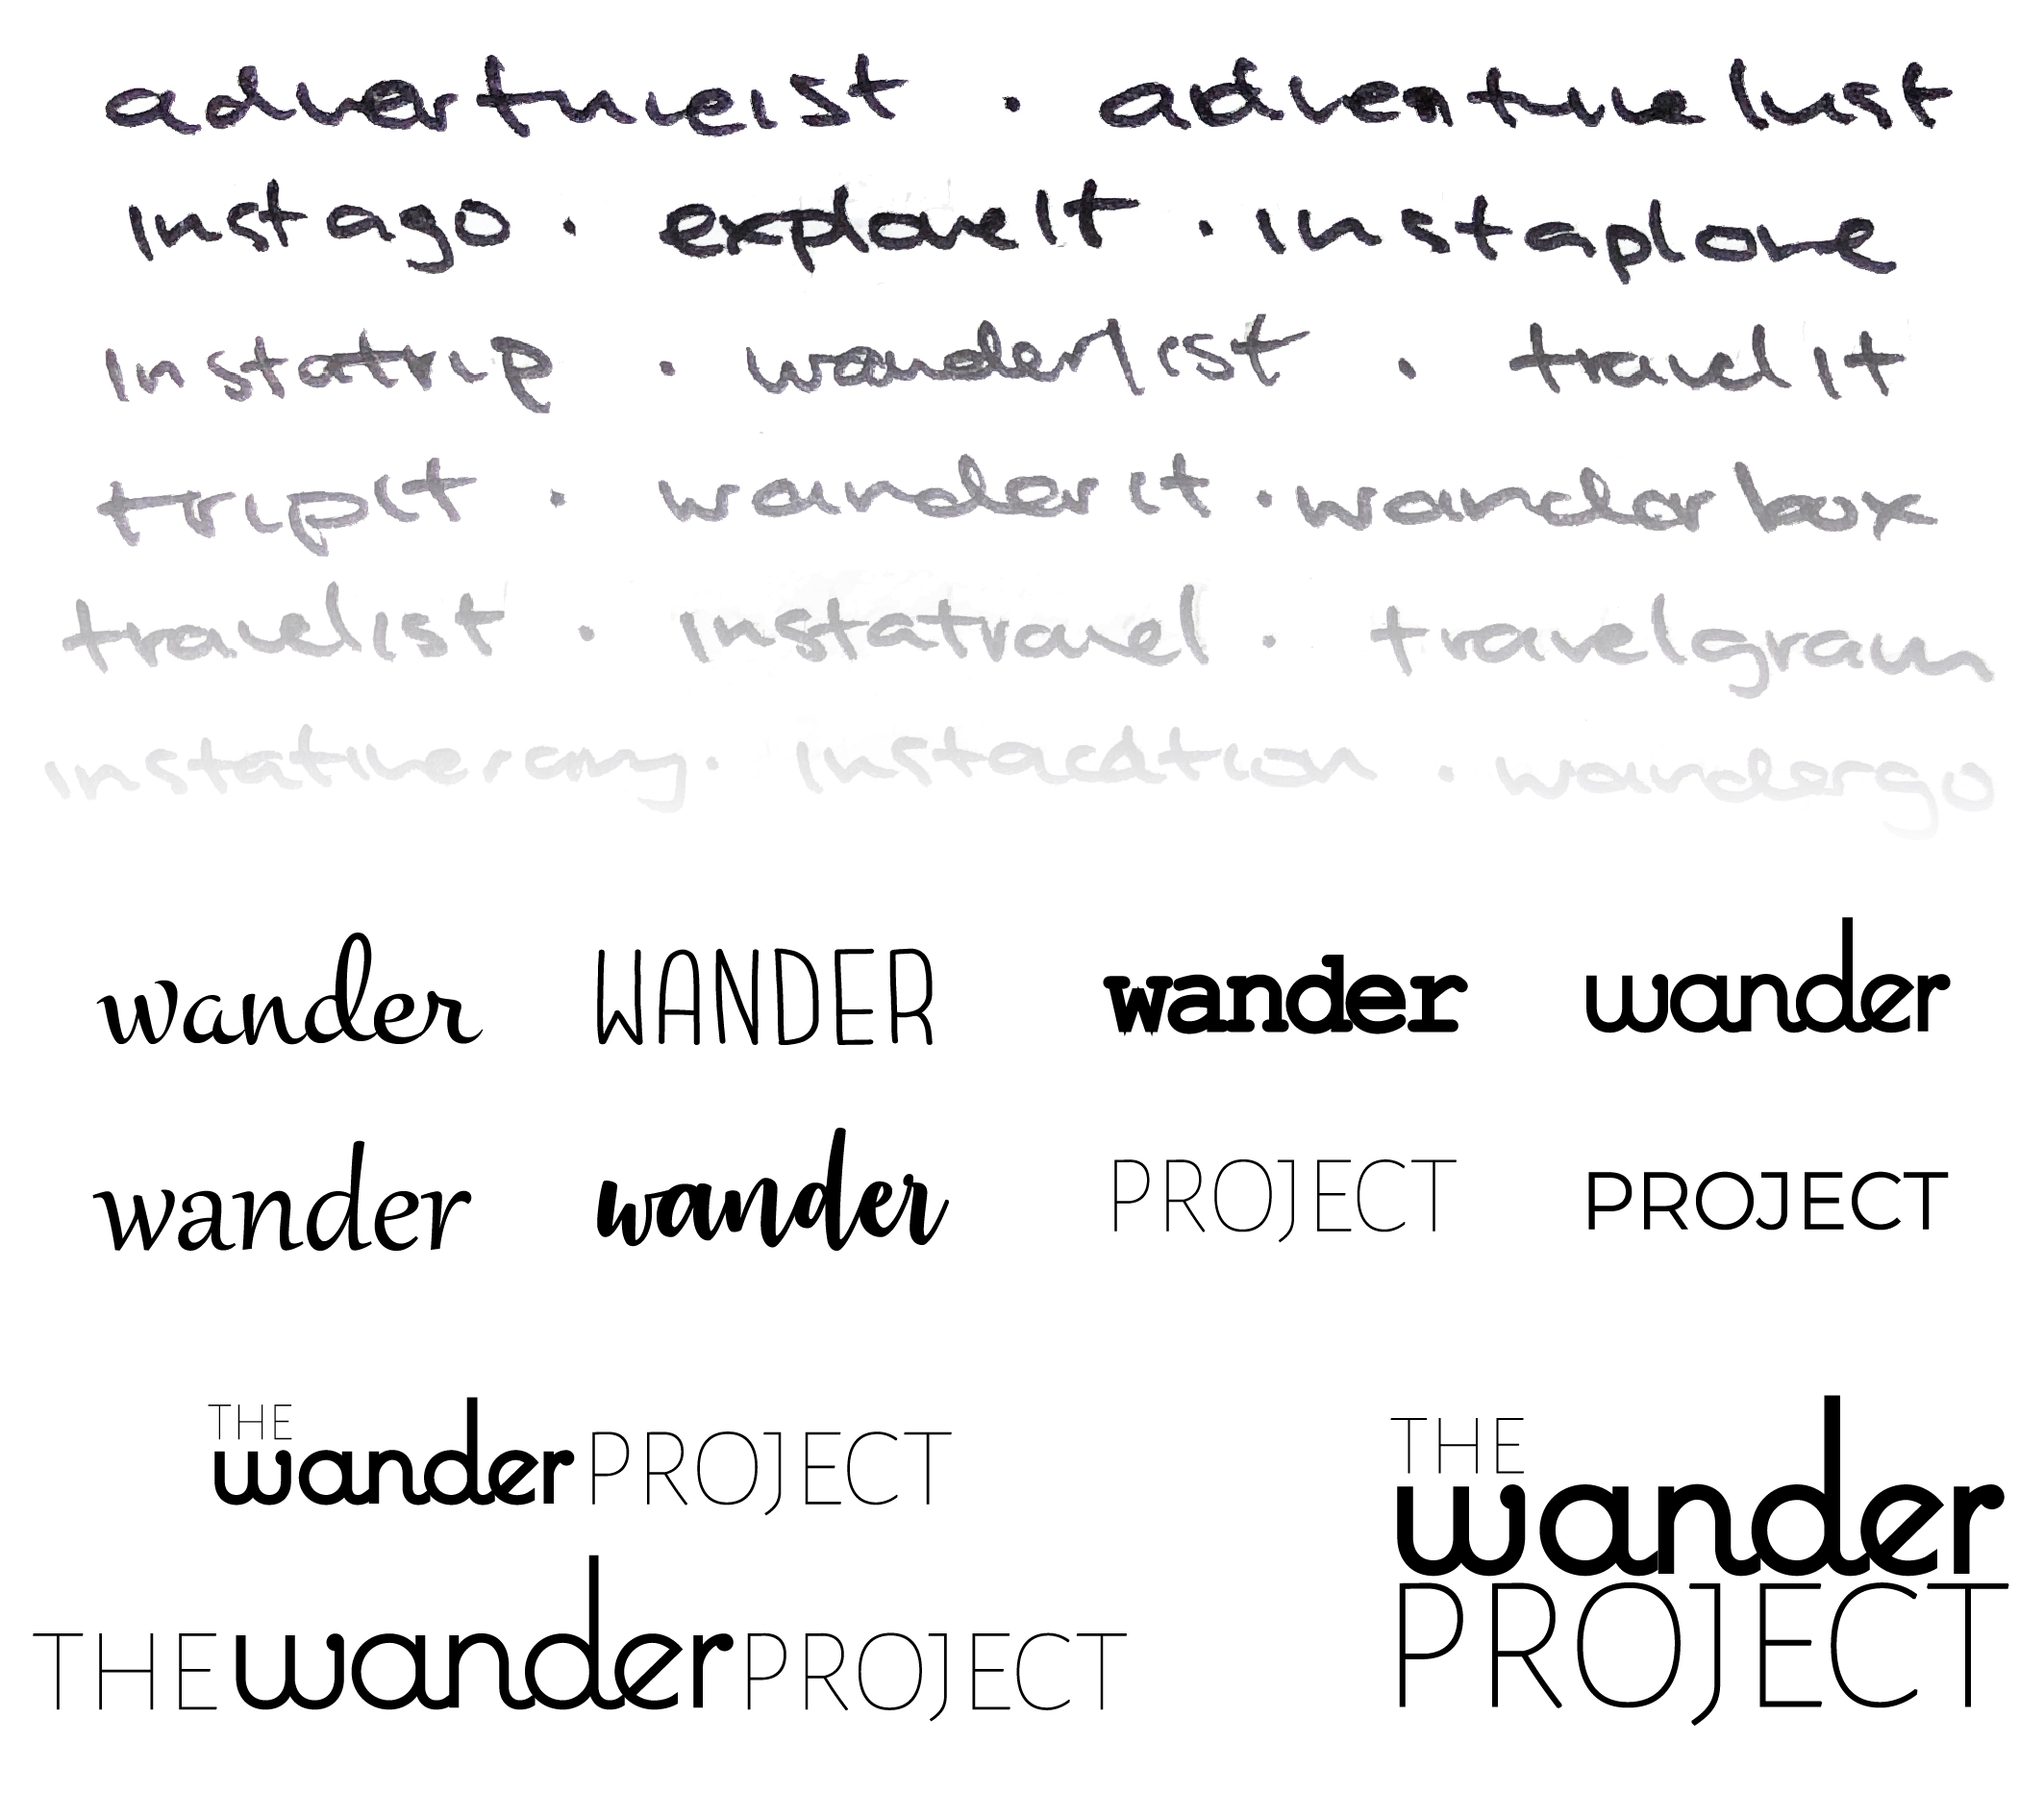 adventureist · adventurelust
instago · exploreit · instaplore
instatrip · wanderlist · travelit
tripit · wanderit · wanderbox
travelist · instatravel · travelgram
instatinerary · instacation · wandergo
wander WANDER wander wander
wander wander PROJECT PROJECT
THE
wander PROJECT
THE wander PROJECT
THE
wander
PROJECT